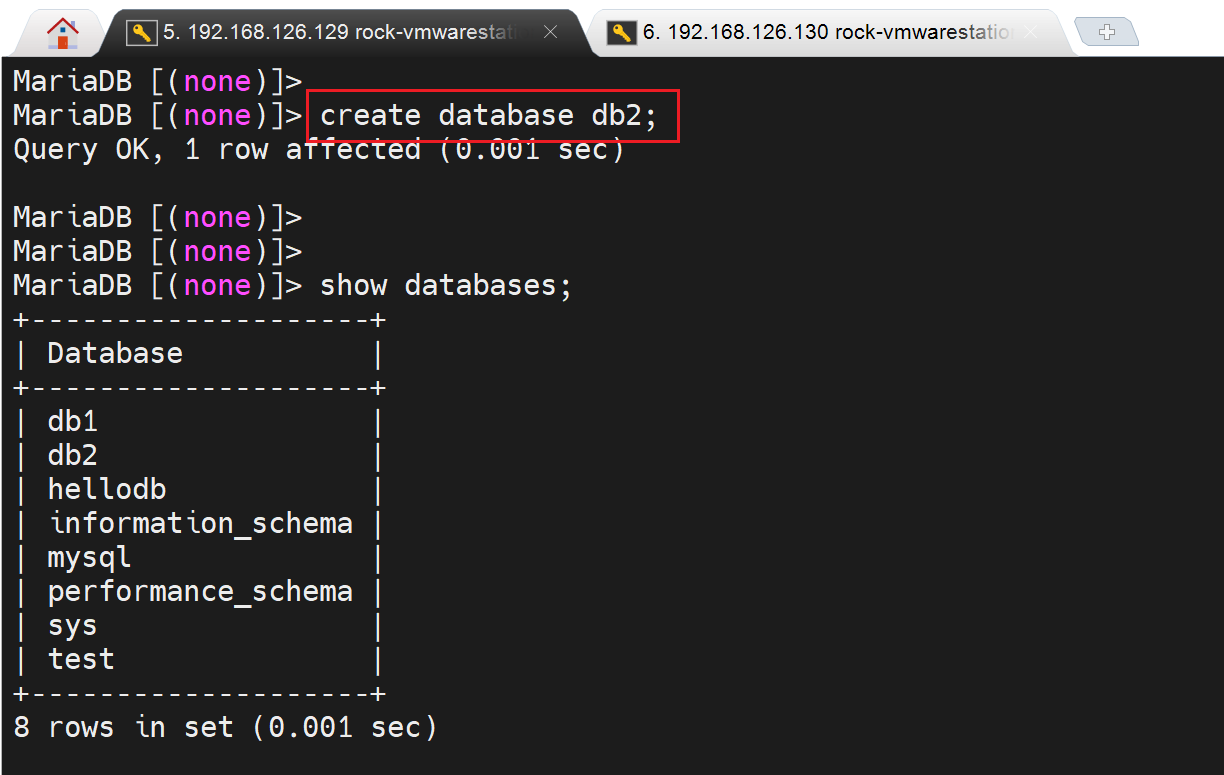 5. 192.168.126.129 rock-vmwarestati
6. 192.168.126.130 rock-vmwarestation
MariaDB [(none)]>
MariaDB [(none)]> create database db2;
Query OK, 1 row affected (0.001 sec)
MariaDB [(none)]>
MariaDB [(none)]>
MariaDB [(none)]> show databases;
+--------------------+
| Database           |
+--------------------+
| db1                |
| db2                |
| hellodb            |
| information_schema |
| mysql              |
| performance_schema |
| sys                |
| test               |
+--------------------+
8 rows in set (0.001 sec)